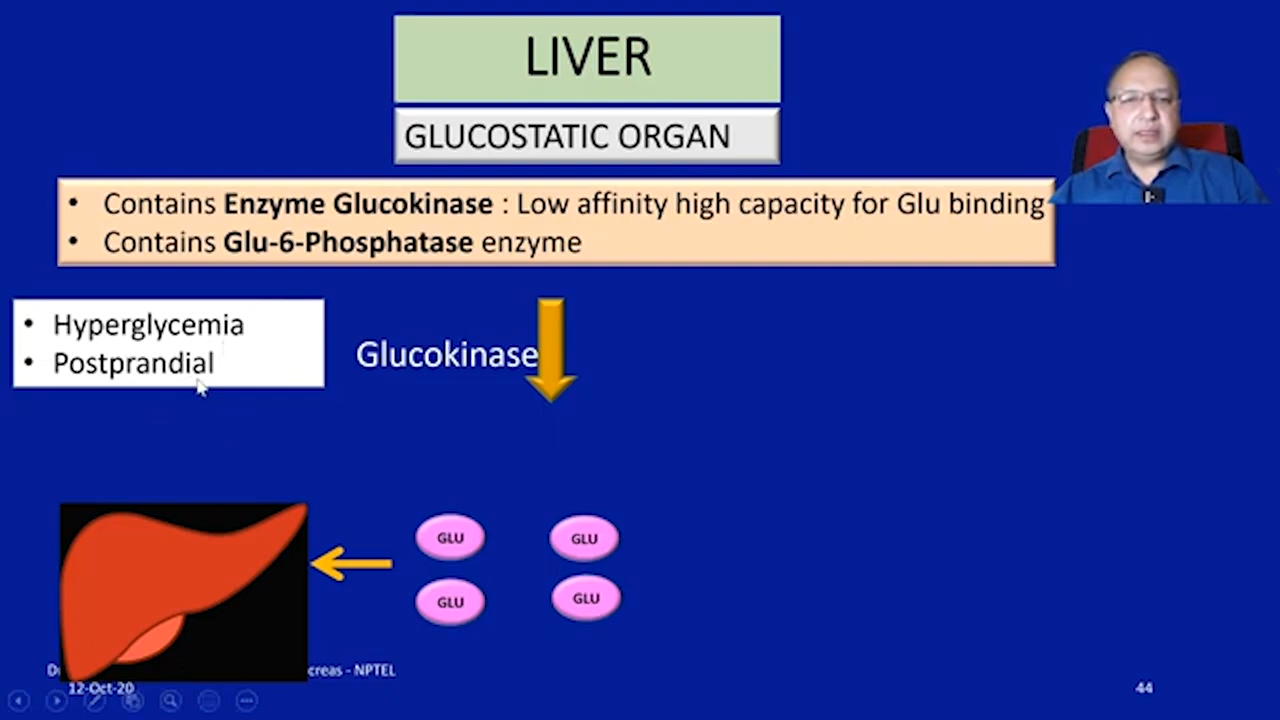 LIVER
GLUCOSTATIC ORGAN
• Contains Enzyme Glucokinase : Low affinity high capacity for Glu binding
• Contains Glu-6-Phosphatase enzyme
• Hyperglycemia
• Postprandial
Glucokinase
GLU GLU
GLU GLU
creas - NPTEL
12-Oct-20
44